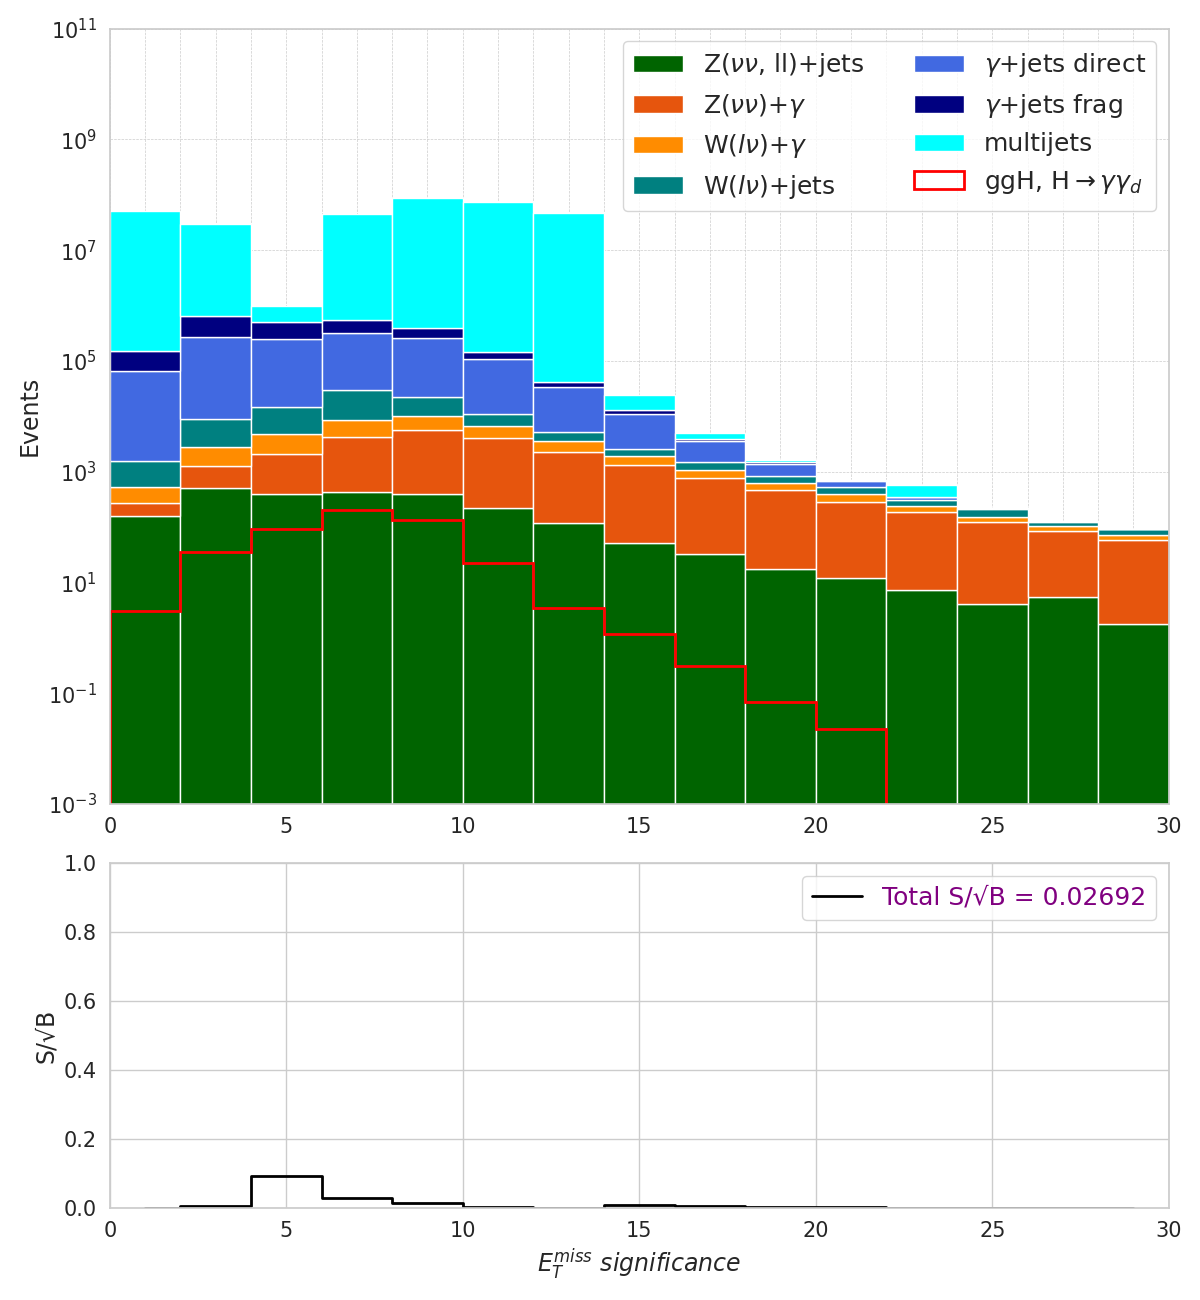 10^11
10^9
10^7
10^5
10^3
10^1
10^−1
10^−3
Events
Z(νν, ll)+jets
Z(νν)+γ
W(lν)+γ
W(lν)+jets
γ+jets direct
γ+jets frag
multijets
ggH, H→γγ_d
0 5 10 15 20 25 30
1.0
0.8
0.6
0.4
0.2
0.0
S/√B
Total S/√B = 0.02692
0 5 10 15 20 25 30
E_T^miss significance